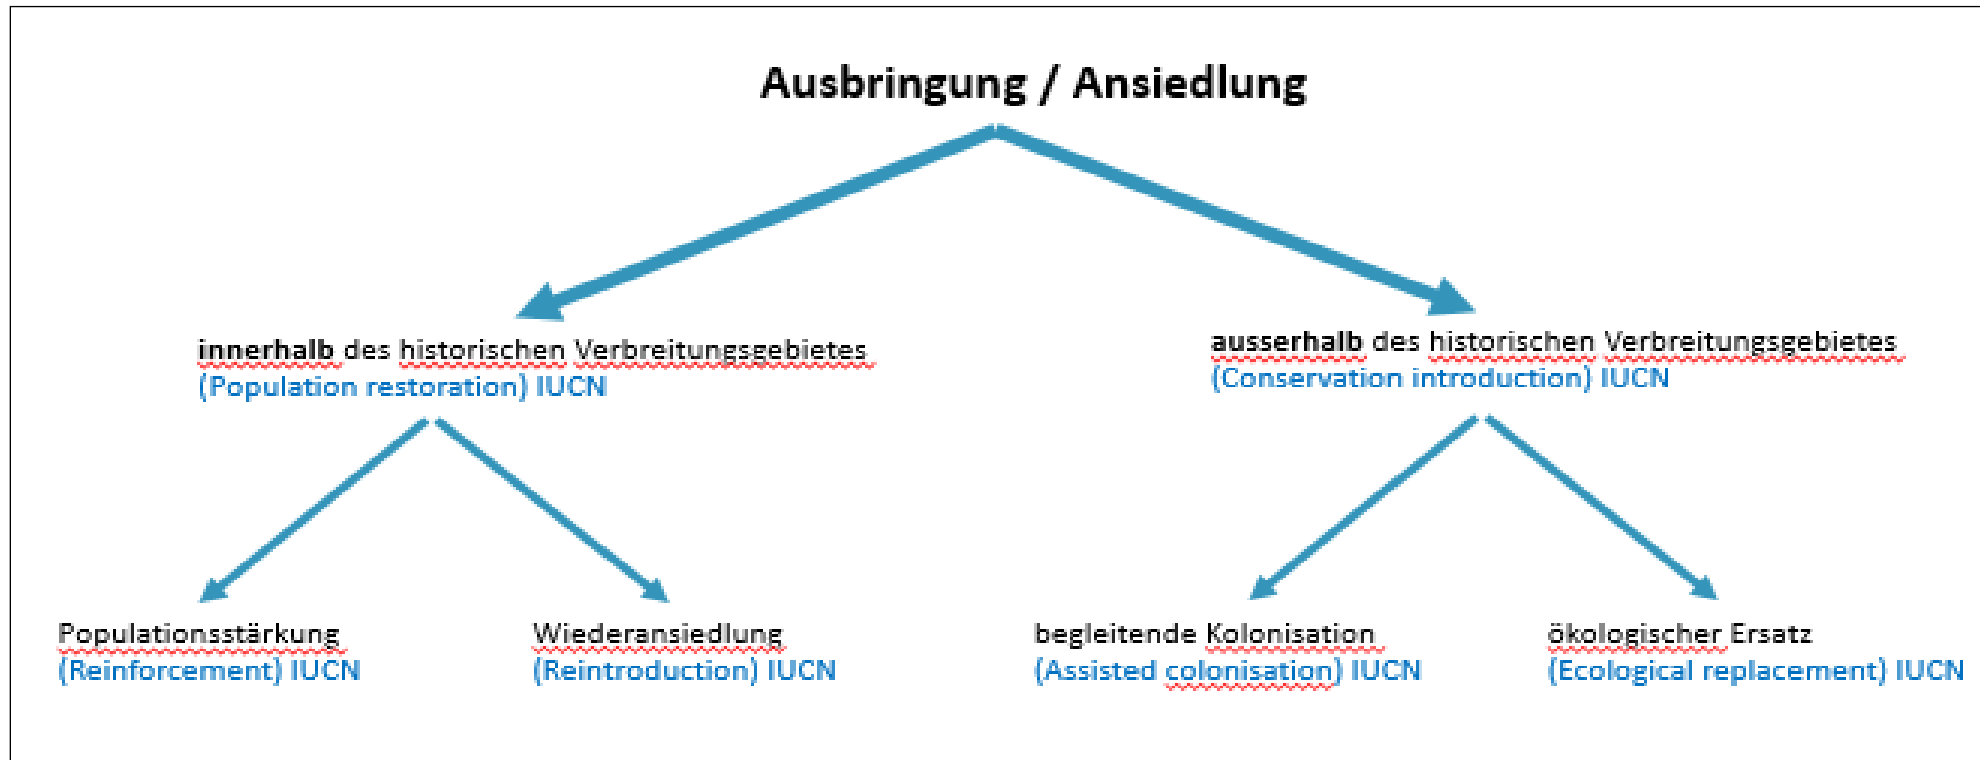 Ausbringung / Ansiedlung
innerhalb des historischen Verbreitungsgebietes
(Population restoration) IUCN
ausserhalb des historischen Verbreitungsgebietes
(Conservation introduction) IUCN
Populationsstärkung
(Reinforcement) IUCN
Wiederansiedlung
(Reintroduction) IUCN
begleitende Kolonisation
(Assisted colonisation) IUCN
ökologischer Ersatz
(Ecological replacement) IUCN